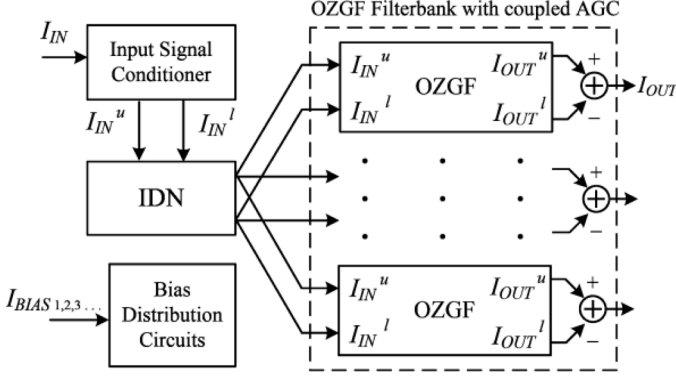 OZGF Filterbank with coupled AGC
I_IN
Input Signal
Conditioner
I_IN^u
I_IN^l
IDN
I_BIAS 1,2,3 . . .
Bias
Distribution
Circuits
I_IN^u
I_OUT^u
OZGF
I_IN^l
I_OUT^l
+
−
I_OUT
+
−
I_IN^u
I_OUT^u
OZGF
I_IN^l
I_OUT^l
+
−